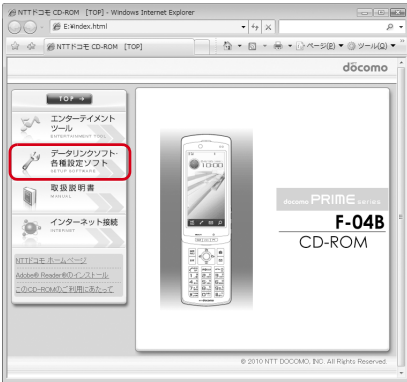 NTTドコモ CD-ROM [TOP] - Windows Internet Explorer
E:¥index.html
NTTドコモ CD-ROM [TOP]
ページ(P)
ツール(O)
döcomo
TOP →
エンターテイメント
ツール
ENTERTAINMENT TOOL
データリンクソフト・
各種設定ソフト
SETUP SOFTWARE
取扱説明書
MANUAL
インターネット接続
INTERNET
NTTドコモ ホームページ
Adobe® Reader®のインストール
このCD-ROMのご利用にあたって
docomo PRIME series
F-04B
CD-ROM
© 2010 NTT DOCOMO, INC. All Rights Reserved.